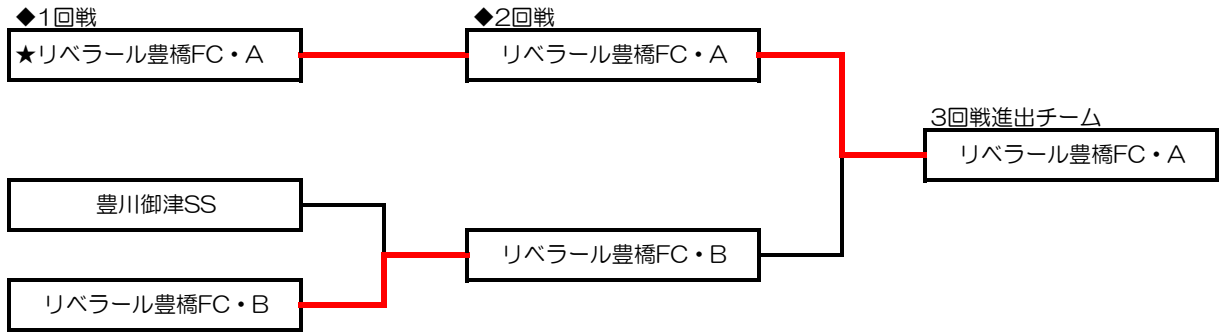 ◆1回戦
◆2回戦
★リベラール豊橋FC・A
リベラール豊橋FC・A
3回戦進出チーム
リベラール豊橋FC・A
豊川御津SS
リベラール豊橋FC・B
リベラール豊橋FC・B